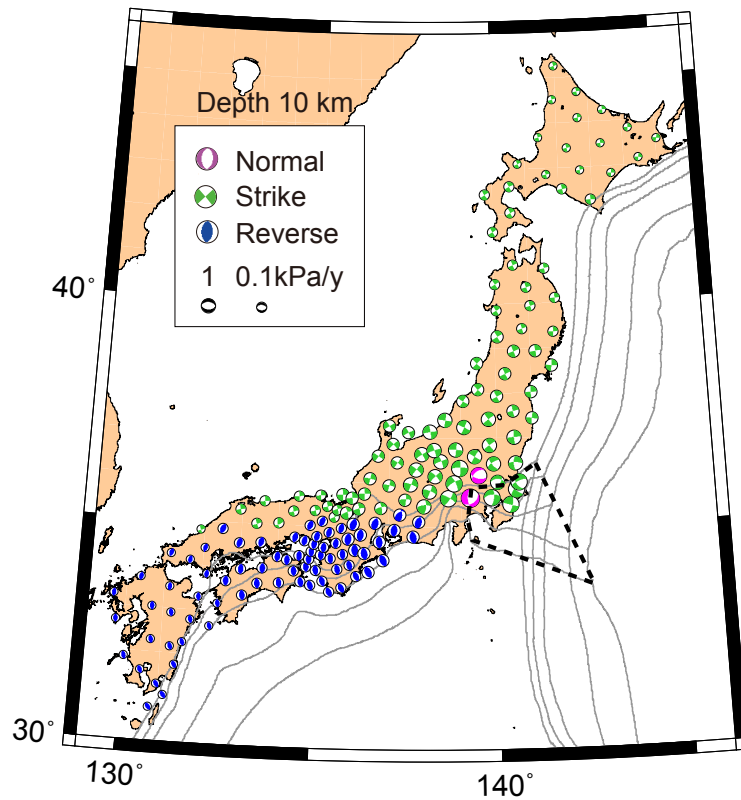 Depth 10 km
Normal
Strike
Reverse
1 0.1kPa/y
40°
30°
130°
140°